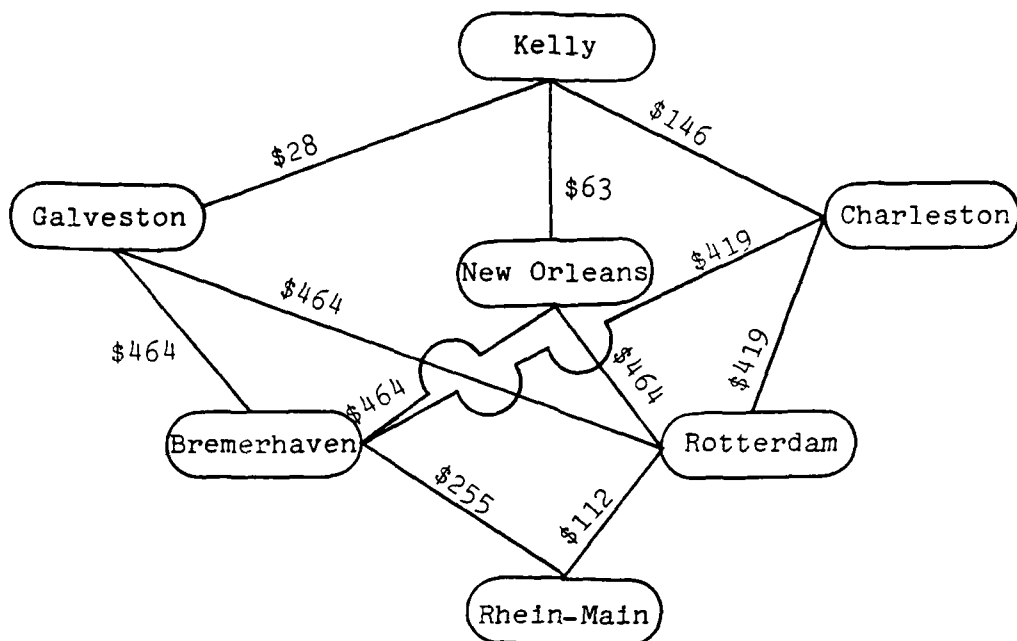 Kelly
$28
$146
$63
Galveston
Charleston
New Orleans
$419
$464
$464
$464
$464
$419
Bremerhaven
Rotterdam
$255
$112
Rhein-Main